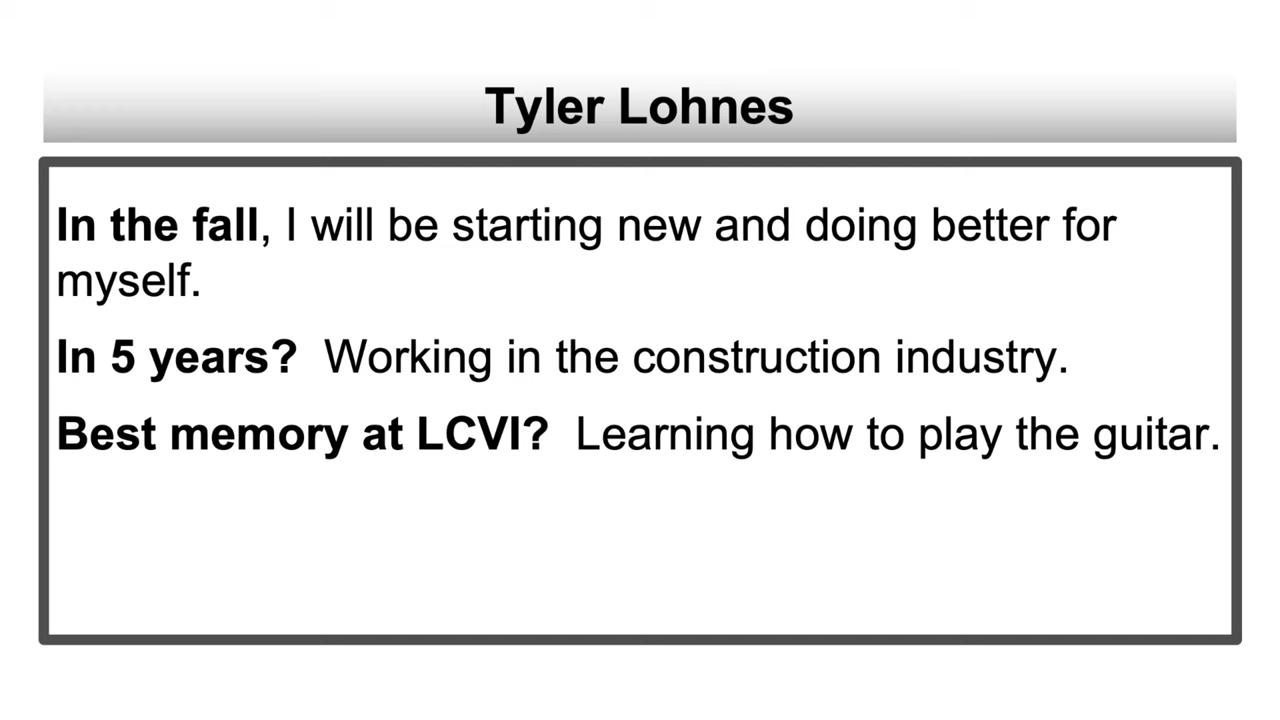 Tyler Lohnes
In the fall, I will be starting new and doing better for
myself.
In 5 years?  Working in the construction industry.
Best memory at LCVI?  Learning how to play the guitar.